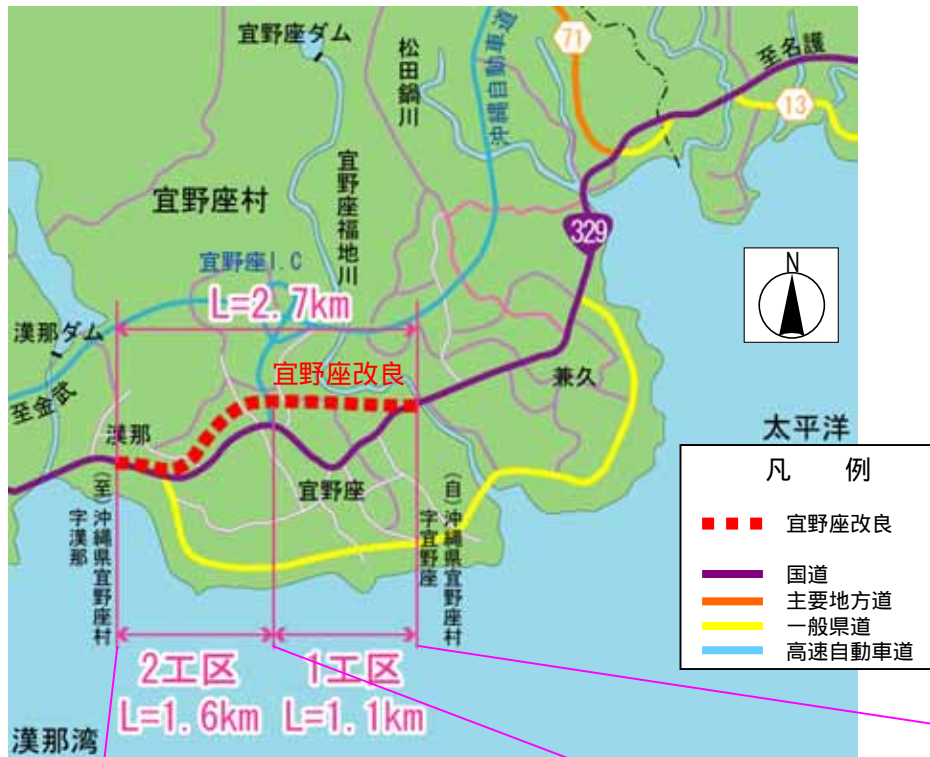 宜野座ダム
松田鍋川
沖縄自動車道
71
至名護
13
宜野座村
宜野座福地川
329
宜野座I.C
N
L=2.7km
漢那ダム
宜野座改良
至金武
兼久
漢那
太平洋
宜野座
(至)沖縄県宜野座村
字漢那
(自)沖縄県宜野座村
字宜野座
凡 例
宜野座改良
国道
主要地方道
一般県道
高速自動車道
2工区
L=1.6km
1工区
L=1.1km
漢那湾